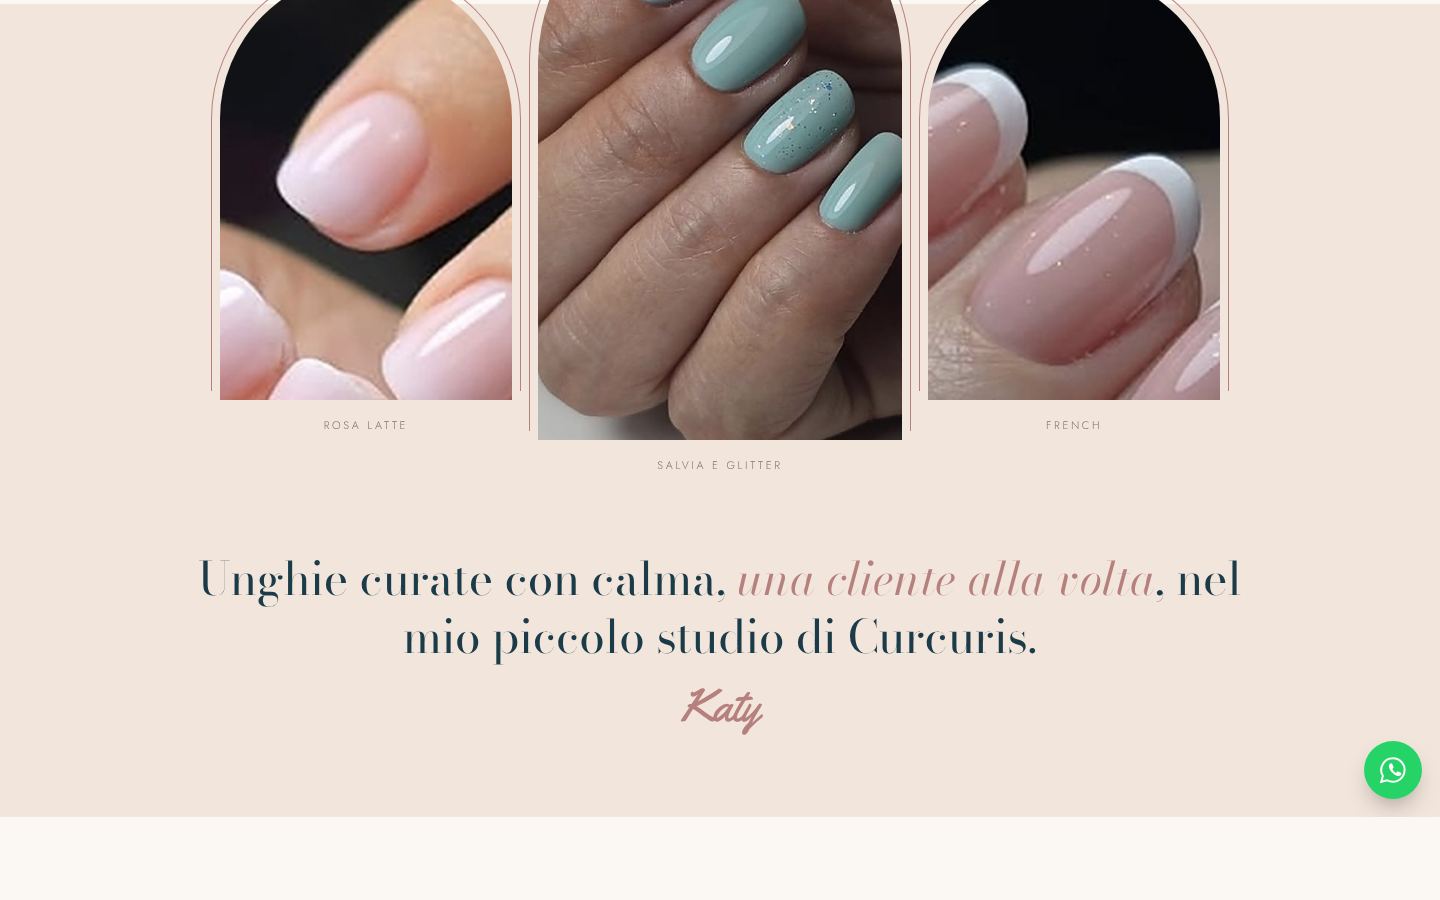 ROSA LATTE
FRENCH
SALVIA E GLITTER
Unghie curate con calma, una cliente alla volta, nel
mio piccolo studio di Curcuris.
Katy